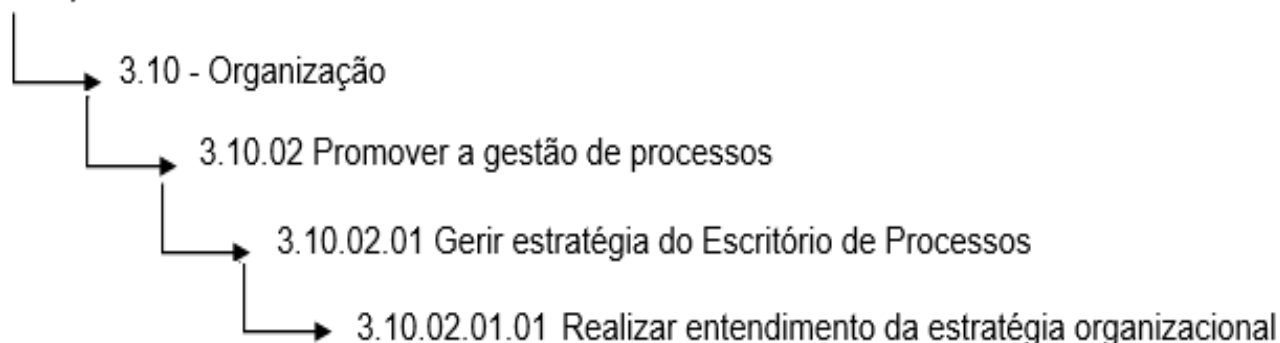 3.10 - Organização
3.10.02 Promover a gestão de processos
3.10.02.01 Gerir estratégia do Escritório de Processos
3.10.02.01.01 Realizar entendimento da estratégia organizacional